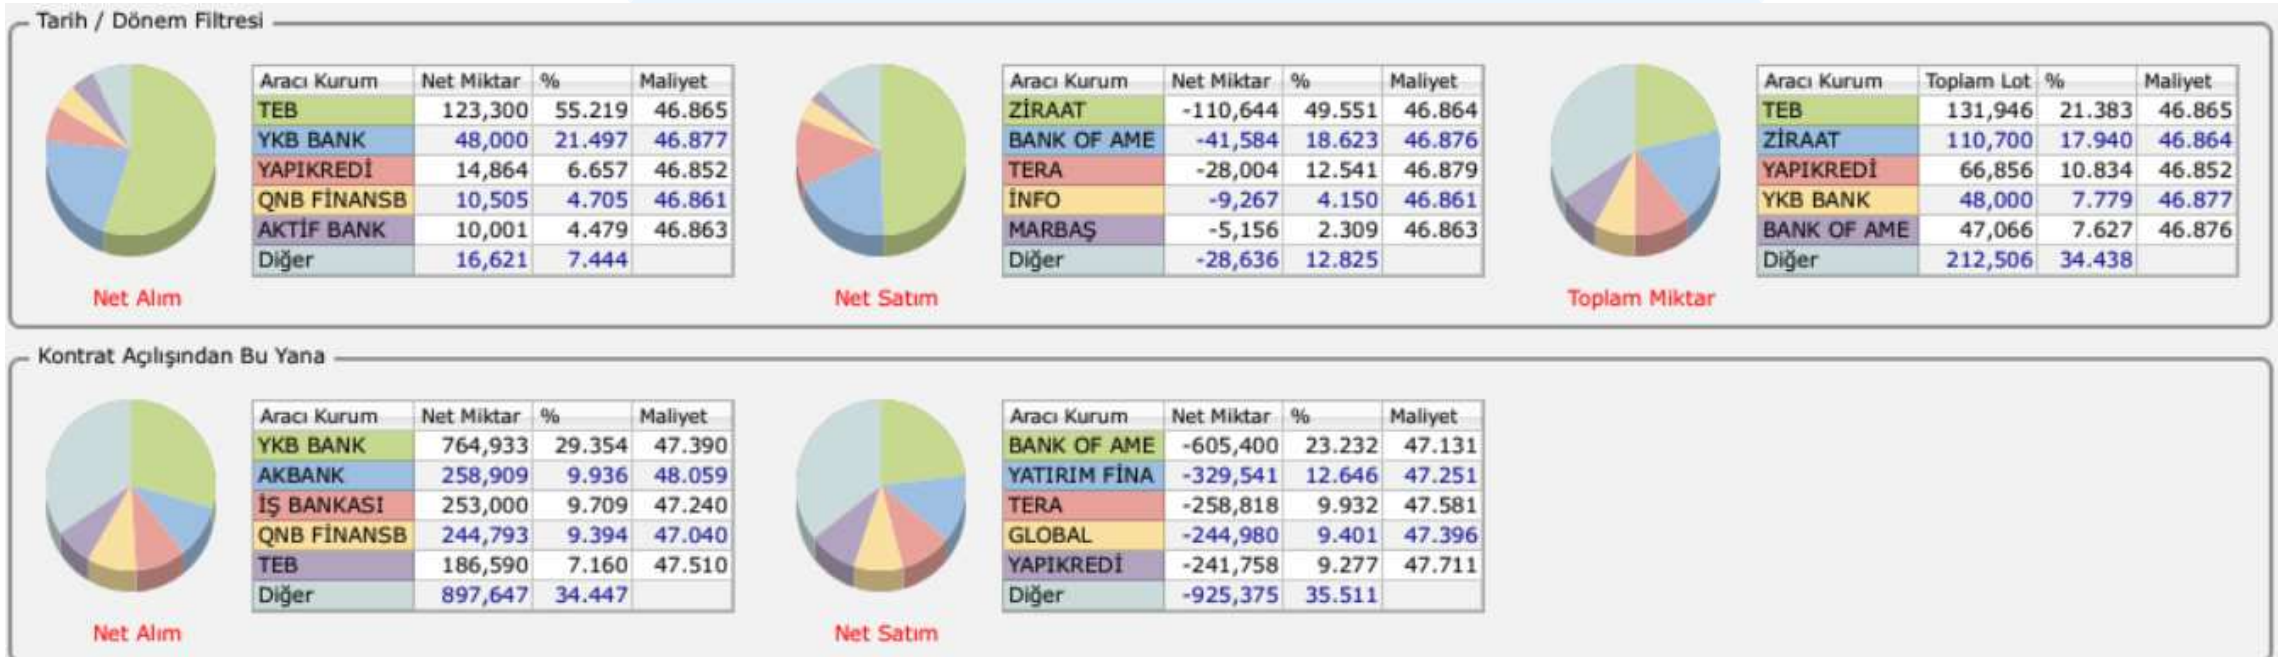 Tarih / Dönem Filtresi
Aracı Kurum Net Miktar % Maliyet
TEB 123,300 55.219 46.865
YKB BANK 48,000 21.497 46.877
YAPIKREDİ 14,864 6.657 46.852
QNB FİNANSB 10,505 4.705 46.861
AKTİF BANK 10,001 4.479 46.863
Diğer 16,621 7.444
Net Alım
Aracı Kurum Net Miktar % Maliyet
ZİRAAT -110,644 49.551 46.864
BANK OF AME -41,584 18.623 46.876
TERA -28,004 12.541 46.879
İNFO -9,267 4.150 46.861
MARBAŞ -5,156 2.309 46.863
Diğer -28,636 12.825
Net Satım
Aracı Kurum Toplam Lot % Maliyet
TEB 131,946 21.383 46.865
ZİRAAT 110,700 17.940 46.864
YAPIKREDİ 66,856 10.834 46.852
YKB BANK 48,000 7.779 46.877
BANK OF AME 47,066 7.627 46.876
Diğer 212,506 34.438
Toplam Miktar
Kontrat Açılışından Bu Yana
Aracı Kurum Net Miktar % Maliyet
YKB BANK 764,933 29.354 47.390
AKBANK 258,909 9.936 48.059
İŞ BANKASI 253,000 9.709 47.240
QNB FİNANSB 244,793 9.394 47.040
TEB 186,590 7.160 47.510
Diğer 897,647 34.447
Net Alım
Aracı Kurum Net Miktar % Maliyet
BANK OF AME -605,400 23.232 47.131
YATIRIM FİNA -329,541 12.646 47.251
TERA -258,818 9.932 47.581
GLOBAL -244,980 9.401 47.396
YAPIKREDİ -241,758 9.277 47.711
Diğer -925,375 35.511
Net Satım